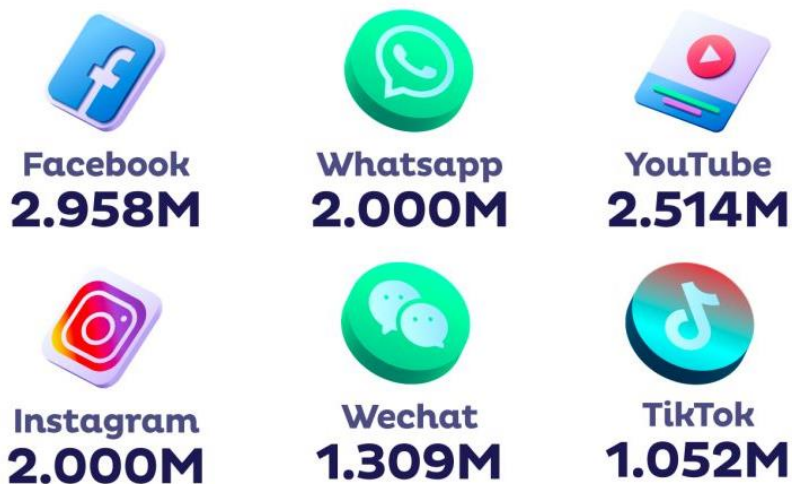 Facebook
2.958M
Whatsapp
2.000M
YouTube
2.514M
Instagram
2.000M
Wechat
1.309M
TikTok
1.052M